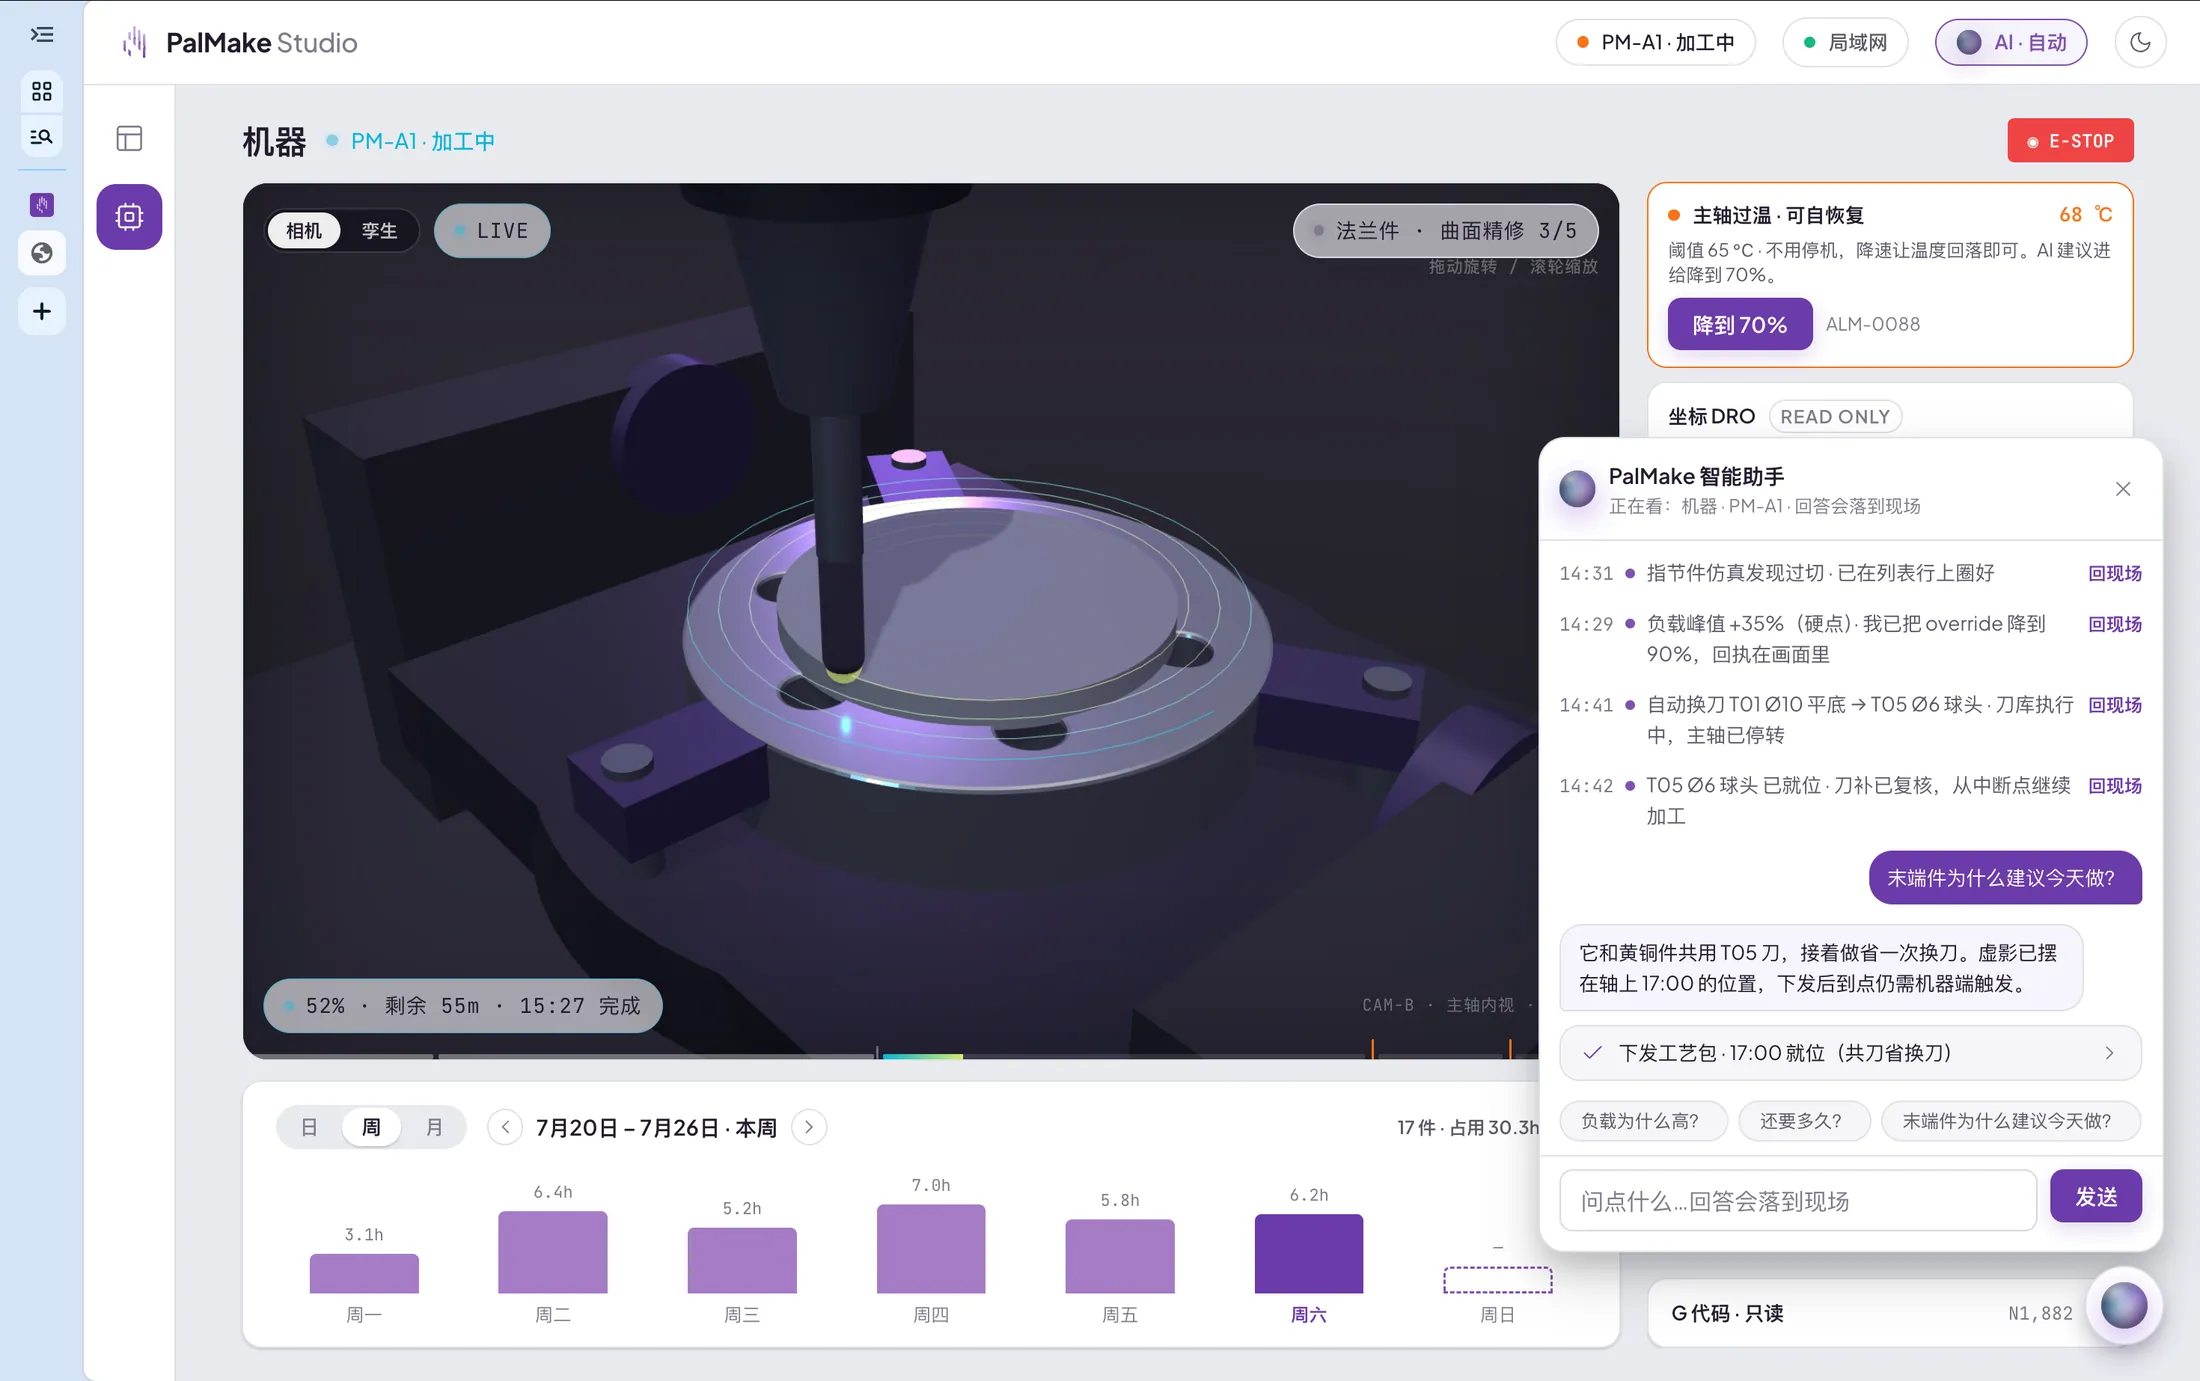 PalMake Studio
PM-A1 · 加工中
局域网
AI · 自动
机器
PM-A1 · 加工中
E-STOP
相机
孪生
LIVE
法兰件 · 曲面精修 3/5
拖动旋转 / 滚轮缩放
52% · 剩余 55m · 15:27 完成
CAM-B · 主轴内视 ·
主轴过温 · 可自恢复
68 ℃
阈值 65 °C · 不用停机，降速让温度回落即可。AI 建议进
给降到 70%。
降到 70%
ALM-0088
坐标 DRO
READ ONLY
PalMake 智能助手
正在看：机器 · PM-A1 · 回答会落到现场
14:31 指节件仿真发现过切 · 已在列表行上圈好 回现场
14:29 负载峰值 +35%（硬点）· 我已把 override 降到 回现场
90%，回执在画面里
14:41 自动换刀 T01 Ø10 平底 → T05 Ø6 球头 · 刀库执行 回现场
中，主轴已停转
14:42 T05 Ø6 球头 已就位 · 刀补已复核，从中断点继续 回现场
加工
末端件为什么建议今天做？
它和黄铜件共用 T05 刀，接着做省一次换刀。虚影已摆
在轴上 17:00 的位置，下发后到点仍需机器端触发。
下发工艺包 · 17:00 就位（共刀省换刀）
负载为什么高？
还要多久？
末端件为什么建议今天做？
问点什么…回答会落到现场
发送
日
周
月
7月20日 – 7月26日 · 本周
17 件 · 占用 30.3h
3.1h
6.4h
5.2h
7.0h
5.8h
6.2h
—
周一
周二
周三
周四
周五
周六
周日
G 代码 · 只读
N1,882